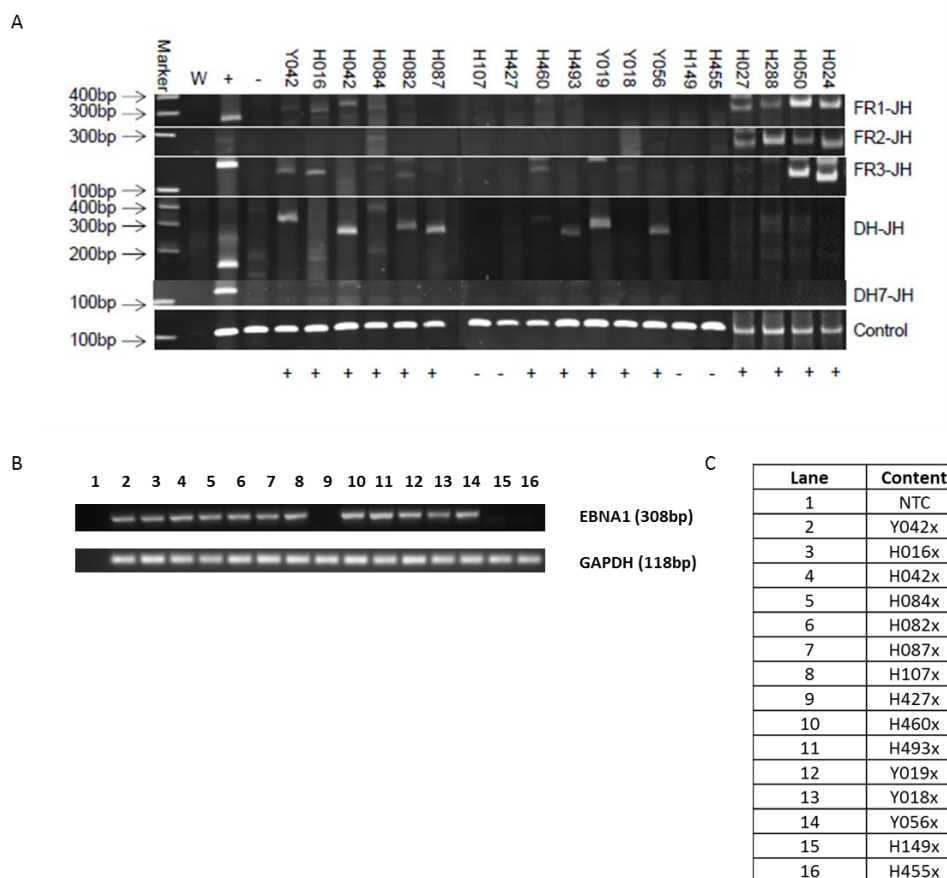 A
Marker W + - Y042 H016 H042 H084 H082 H087 H107 H427 H460 H493 Y019 Y018 Y056 H149 H455 H027 H288 H050 H024
400bp
300bp
FR1-JH
300bp
FR2-JH
FR3-JH
100bp
400bp
300bp
DH-JH
200bp
DH7-JH
100bp
Control
100bp
+ + + + + + - - + + + + + - - + + + +
B
1 2 3 4 5 6 7 8 9 10 11 12 13 14 15 16
EBNA1 (308bp)
GAPDH (118bp)
C
Lane Content
1 NTC
2 Y042x
3 H016x
4 H042x
5 H084x
6 H082x
7 H087x
8 H107x
9 H427x
10 H460x
11 H493x
12 Y019x
13 Y018x
14 Y056x
15 H149x
16 H455x